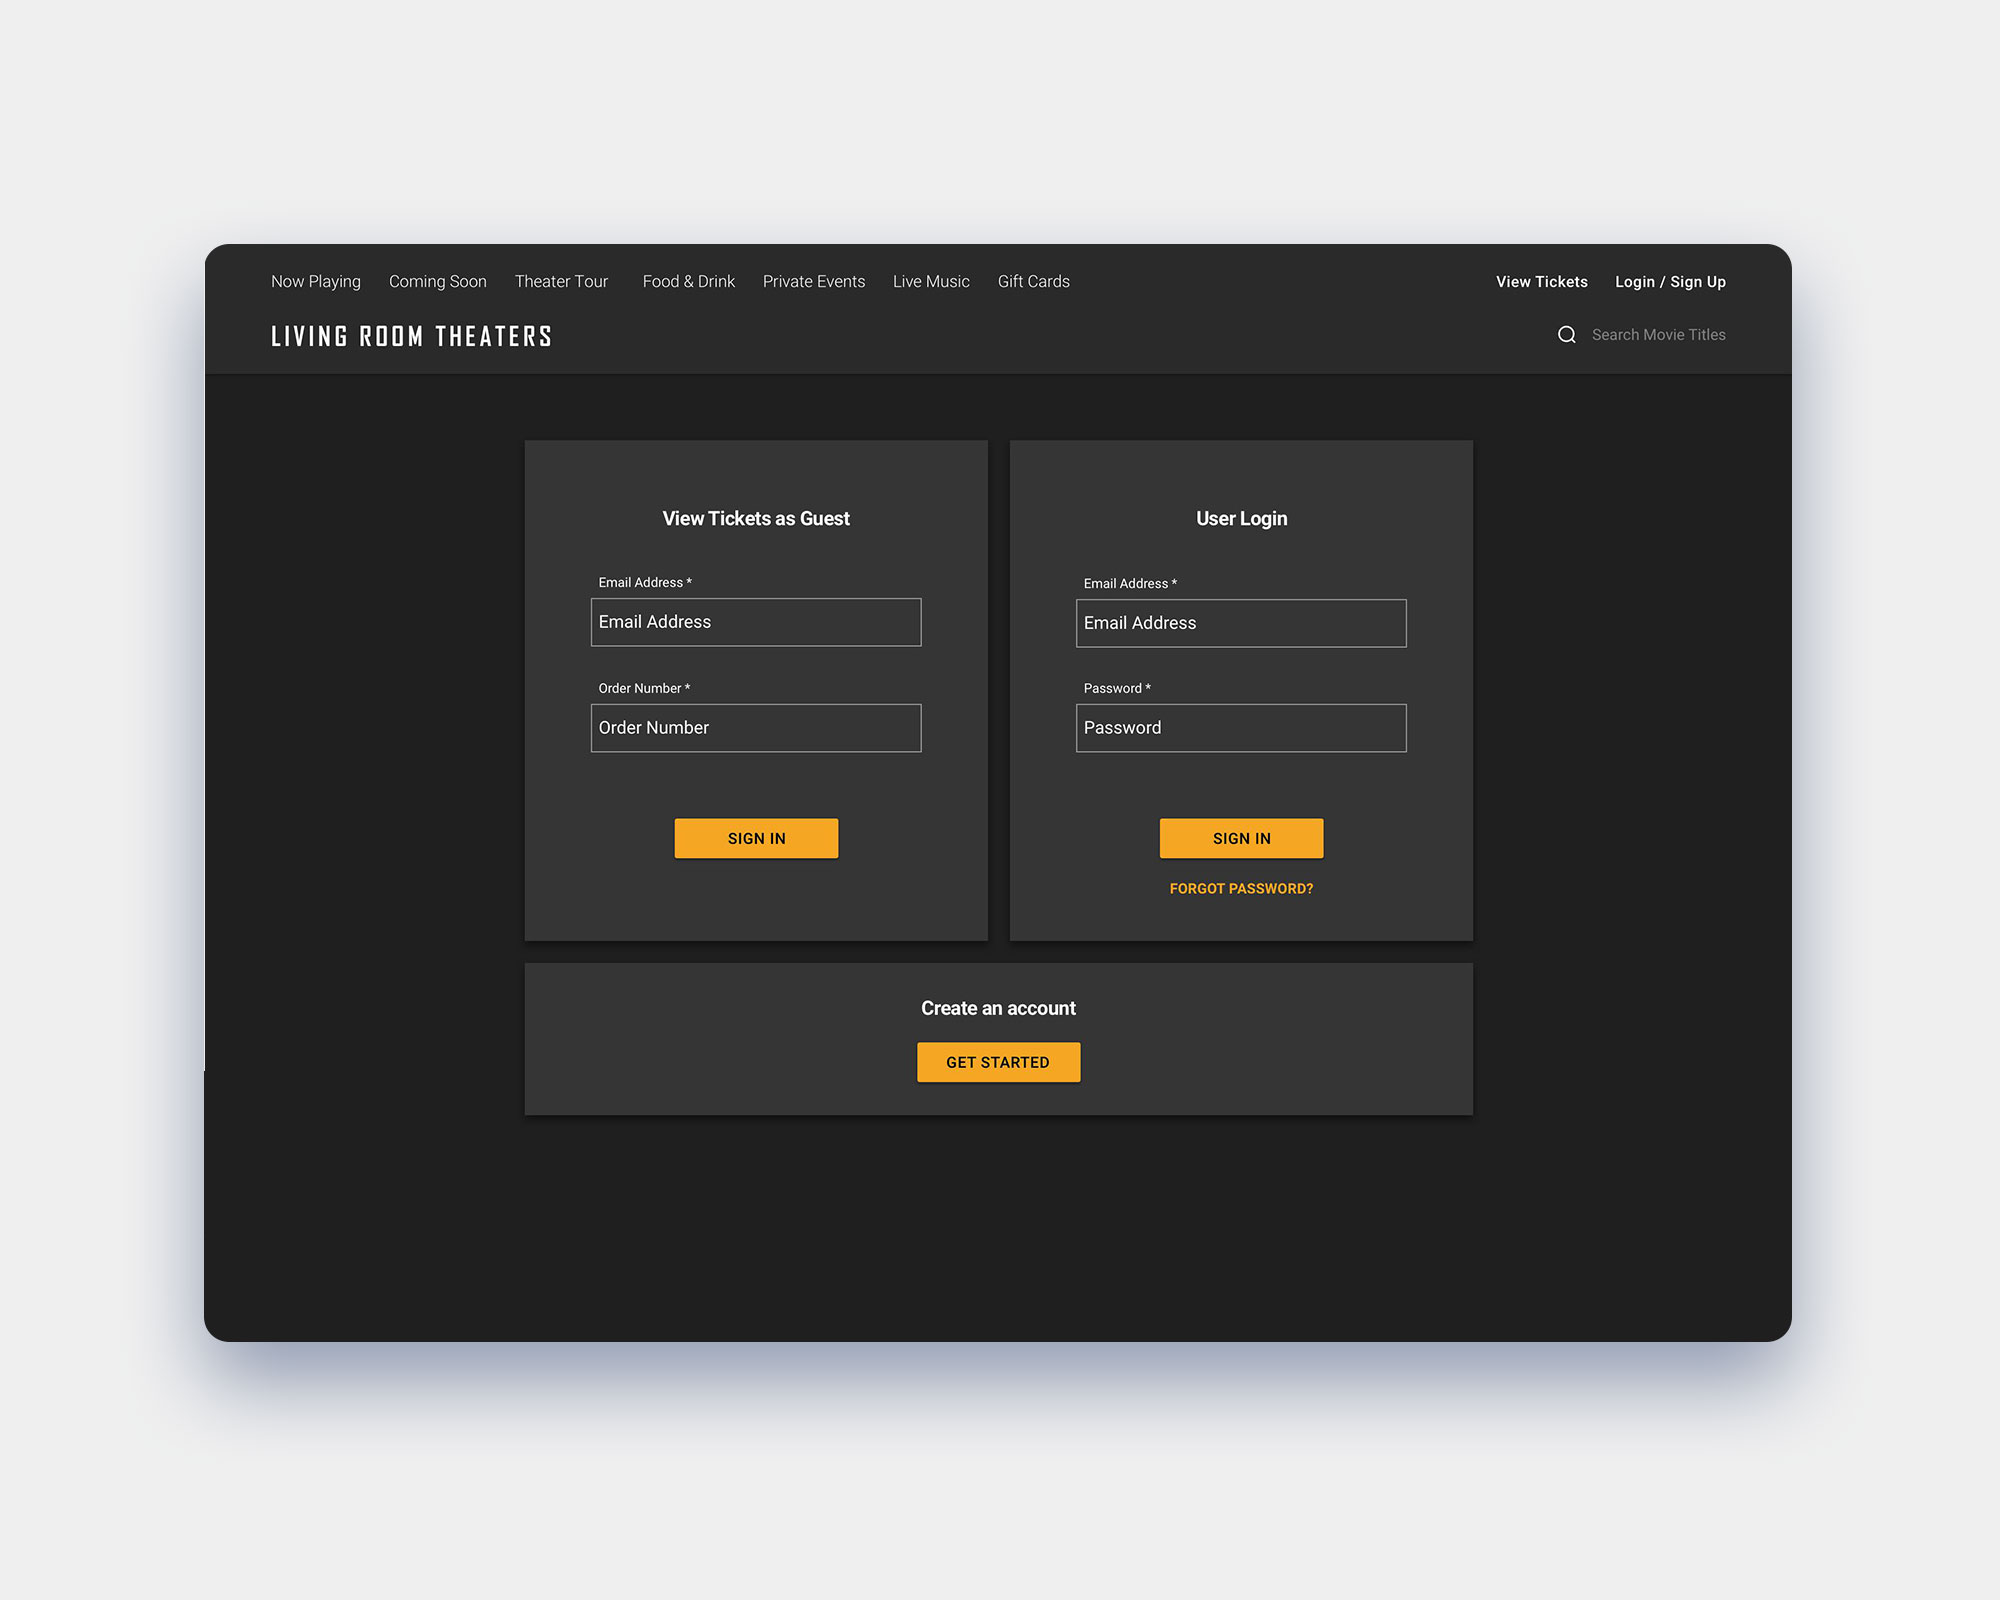 Now Playing Coming Soon Theater Tour Food & Drink Private Events Live Music Gift Cards View Tickets Login / Sign Up
LIVING ROOM THEATERS Search Movie Titles
View Tickets as Guest
Email Address *
Email Address
Order Number *
Order Number
SIGN IN
User Login
Email Address *
Email Address
Password *
Password
SIGN IN
FORGOT PASSWORD?
Create an account
GET STARTED